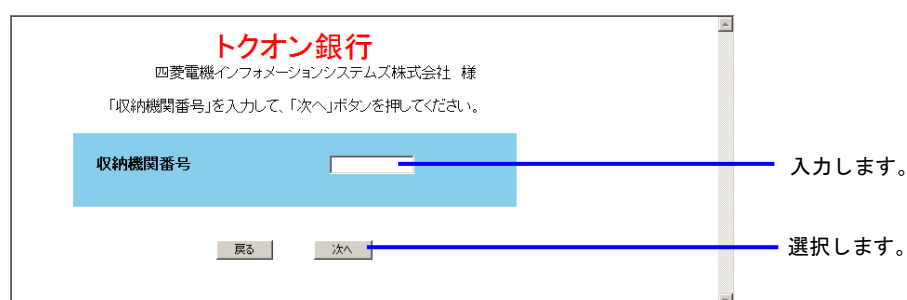 トクオン銀行
四菱電機インフォメーションシステムズ株式会社 様
「収納機関番号」を入力して、「次へ」ボタンを押してください。
収納機関番号
入力します。
戻る
次へ
選択します。